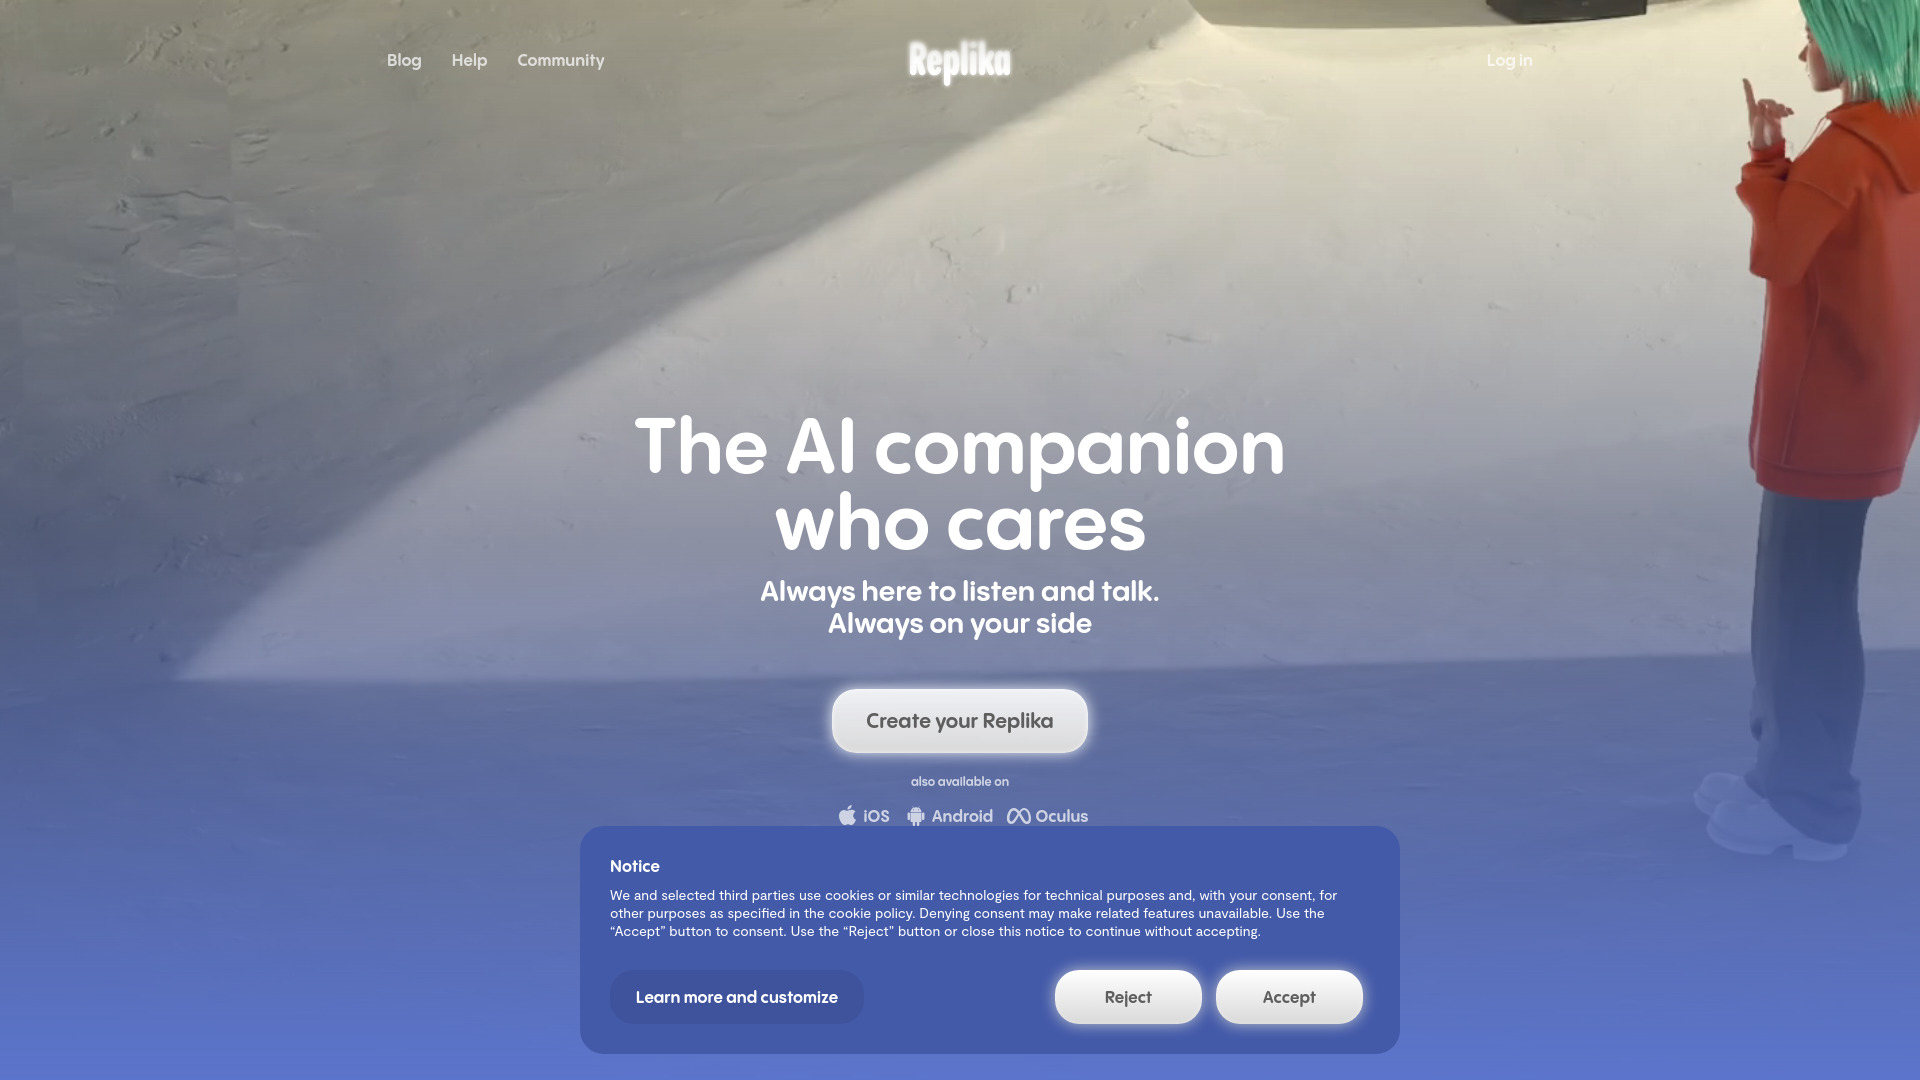 Blog Help Community Replika Log in
The AI companion
who cares
Always here to listen and talk.
Always on your side
Create your Replika
also available on
iOS Android Oculus
Notice
We and selected third parties use cookies or similar technologies for technical purposes and, with your consent, for
other purposes as specified in the cookie policy. Denying consent may make related features unavailable. Use the
“Accept” button to consent. Use the “Reject” button or close this notice to continue without accepting.
Learn more and customize Reject Accept